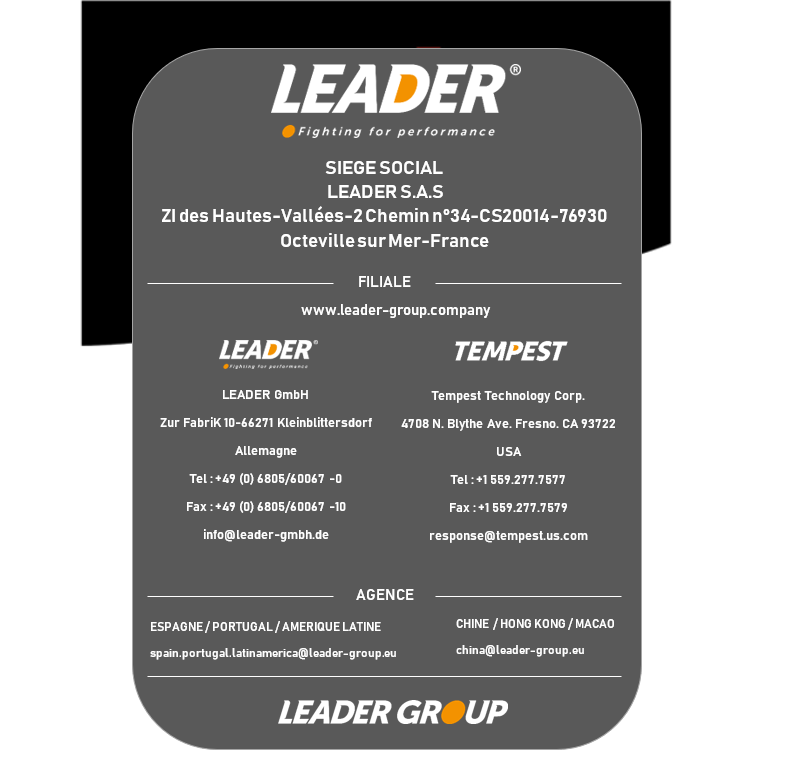 LEADER®
Fighting for performance
SIEGE SOCIAL
LEADER S.A.S
ZI des Hautes-Vallées-2 Chemin n°34-CS20014-76930
Octeville sur Mer-France
FILIALE
www.leader-group.company
LEADER®
Fighting for performance
LEADER GmbH
Zur FabriK 10-66271 Kleinblittersdorf
Allemagne
Tel : +49 (0) 6805/60067 -0
Fax : +49 (0) 6805/60067 -10
info@leader-gmbh.de
TEMPEST
Tempest Technology Corp.
4708 N. Blythe Ave. Fresno. CA 93722
USA
Tel : +1 559.277.7577
Fax : +1 559.277.7579
response@tempest.us.com
AGENCE
ESPAGNE / PORTUGAL / AMERIQUE LATINE
spain.portugal.latinamerica@leader-group.eu
CHINE / HONG KONG / MACAO
china@leader-group.eu
LEADER GROUP